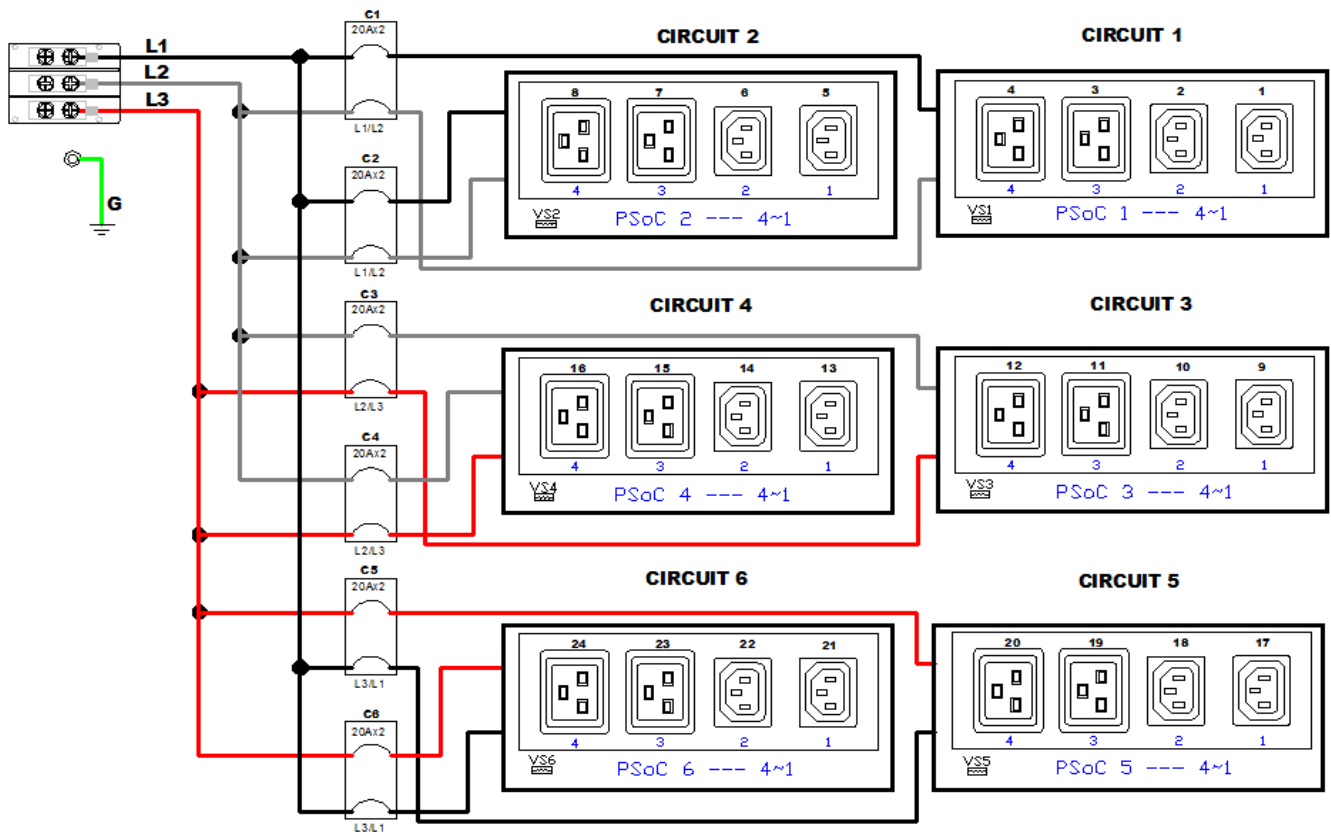 C1
20Ax2
L1/L2
L1
L2
L3
G
C2
20Ax2
L1/L2
C3
20Ax2
L2/L3
C4
20Ax2
L2/L3
C5
20Ax2
L3/L1
C6
20Ax2
L3/L1
CIRCUIT 2
8 7 6 5
4 3 2 1
VS2
PSoC 2 --- 4~1
CIRCUIT 1
4 3 2 1
4 3 2 1
VS1
PSoC 1 --- 4~1
CIRCUIT 4
16 15 14 13
4 3 2 1
VS4
PSoC 4 --- 4~1
CIRCUIT 3
12 11 10 9
4 3 2 1
VS3
PSoC 3 --- 4~1
CIRCUIT 6
24 23 22 21
4 3 2 1
VS6
PSoC 6 --- 4~1
CIRCUIT 5
20 19 18 17
4 3 2 1
VS5
PSoC 5 --- 4~1